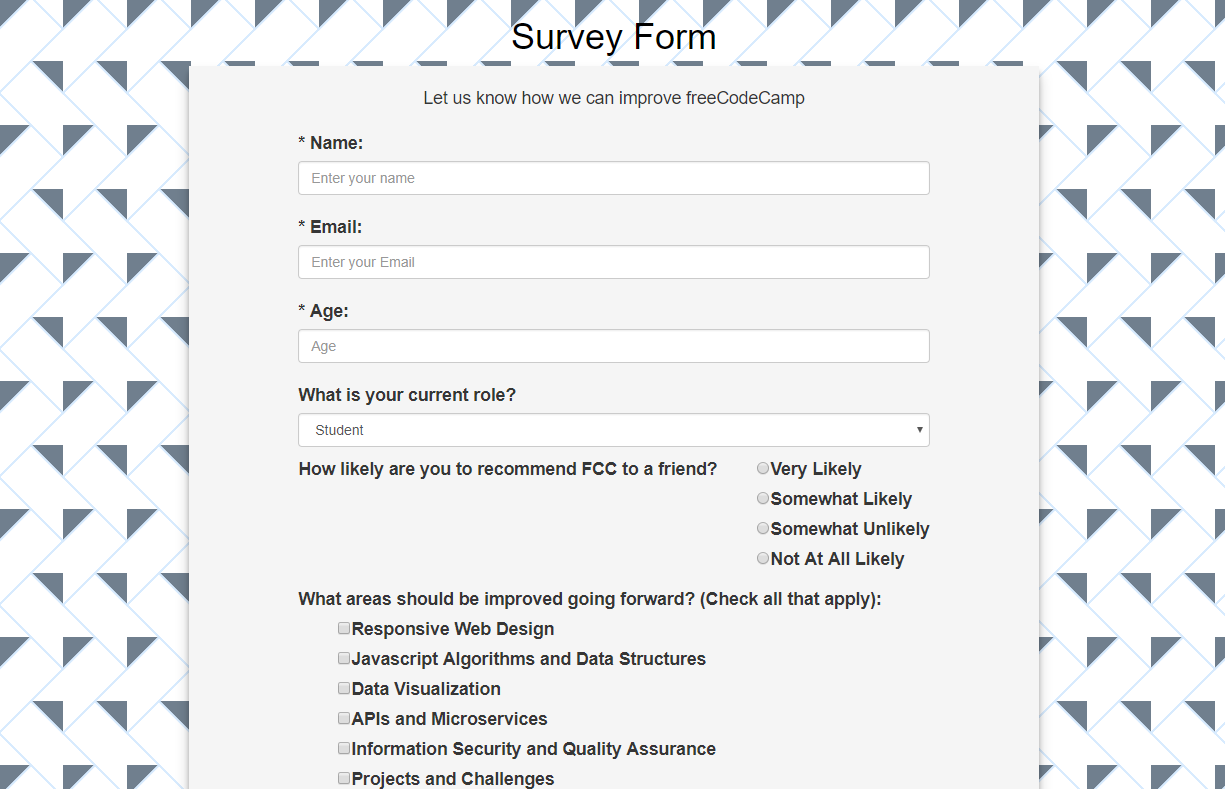 Survey Form
Let us know how we can improve freeCodeCamp
* Name:
Enter your name
* Email:
Enter your Email
* Age:
Age
What is your current role?
Student
How likely are you to recommend FCC to a friend?
Very Likely
Somewhat Likely
Somewhat Unlikely
Not At All Likely
What areas should be improved going forward? (Check all that apply):
Responsive Web Design
Javascript Algorithms and Data Structures
Data Visualization
APIs and Microservices
Information Security and Quality Assurance
Projects and Challenges